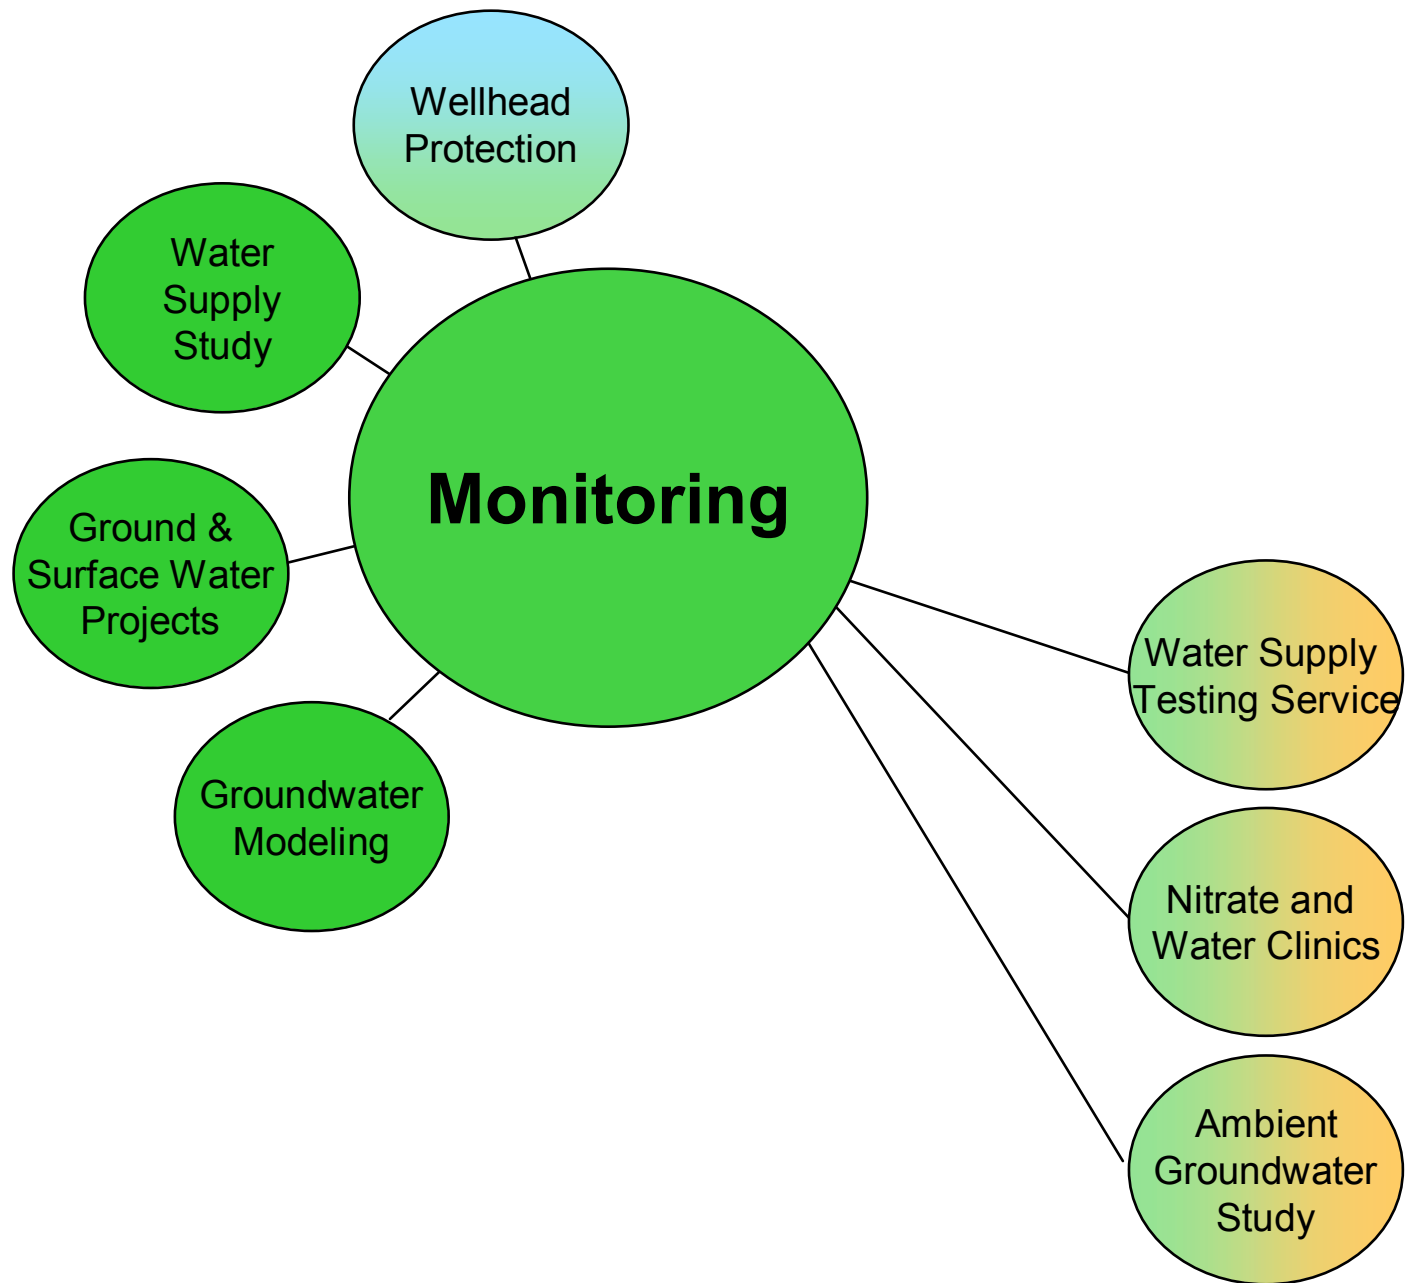 Wellhead
Protection
Water
Supply
Study
Monitoring
Ground &
Surface Water
Projects
Groundwater
Modeling
Water Supply
Testing Service
Nitrate and
Water Clinics
Ambient
Groundwater
Study